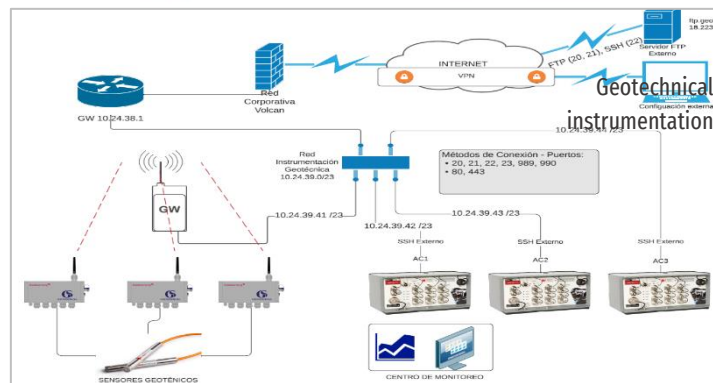 ftp.geo
18.223
Servidor FTP
Externo
FTP (20, 21), SSH (22)
INTERNET
VPN
Red
Corporativa
Volcan
GW 10.24.38.1
Geotechnical
instrumentation
Configuación externa
Red
Instrumentación
Geotécnica
10.24.39.0/23
Métodos de Conexión - Puertos:
• 20, 21, 22, 23, 989, 990
• 80, 443
GW
10.24.39.41 /23
10.24.39.42 /23
10.24.39.43 /23
10.24.39.44 /23
SSH Externo
SSH Externo
SSH Externo
AC1
AC2
AC3
SENSORES GEOTÉNICOS
CENTRO DE MONITOREO